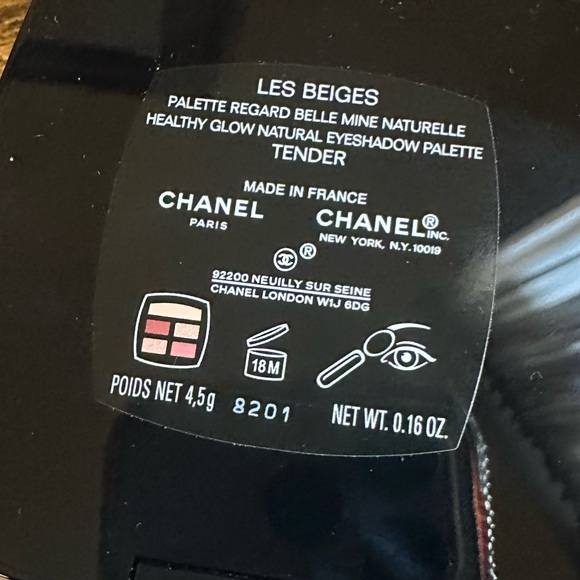 LES BEIGES
PALETTE REGARD BELLE MINE NATURELLE
HEALTHY GLOW NATURAL EYESHADOW PALETTE
TENDER
MADE IN FRANCE
CHANEL
PARIS
CHANEL® INC.
NEW YORK, N.Y. 10019
®
92200 NEUILLY SUR SEINE
CHANEL LONDON W1J 6DG
18M
POIDS NET 4,5g 8201 NET WT. 0.16 OZ.